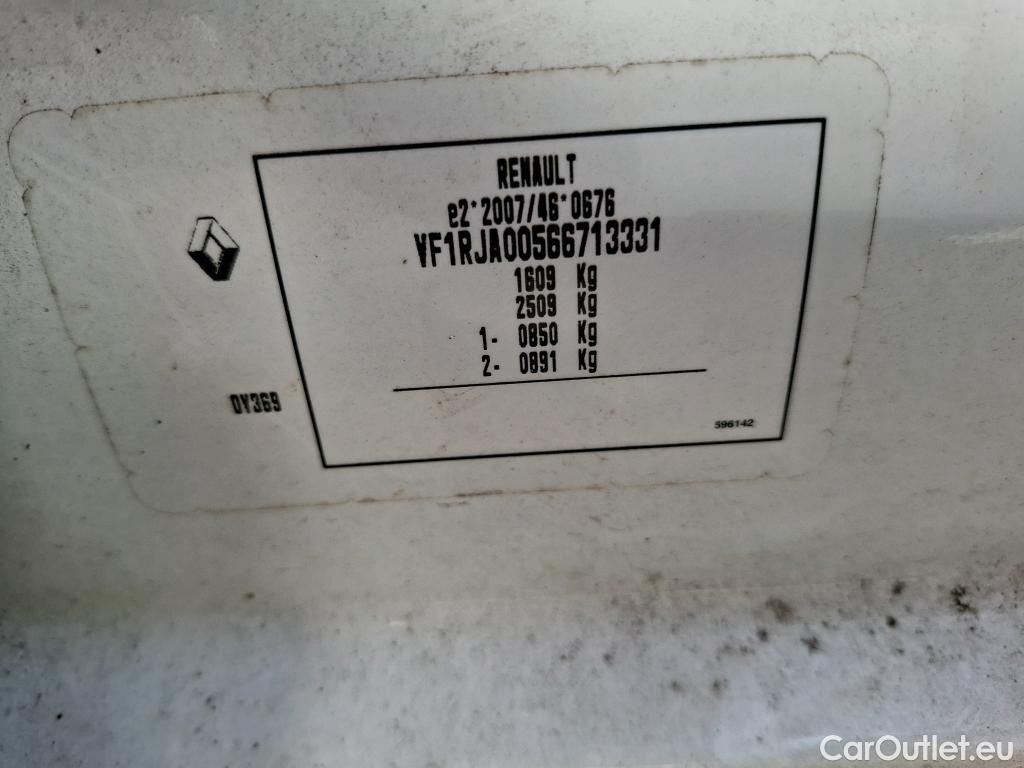 RENAULT
e2*2007/46*0676
VF1RJA00566713331
1609 Kg
2509 Kg
1- 0850 Kg
2- 0891 Kg
DY369
596142
CarOutlet.eu